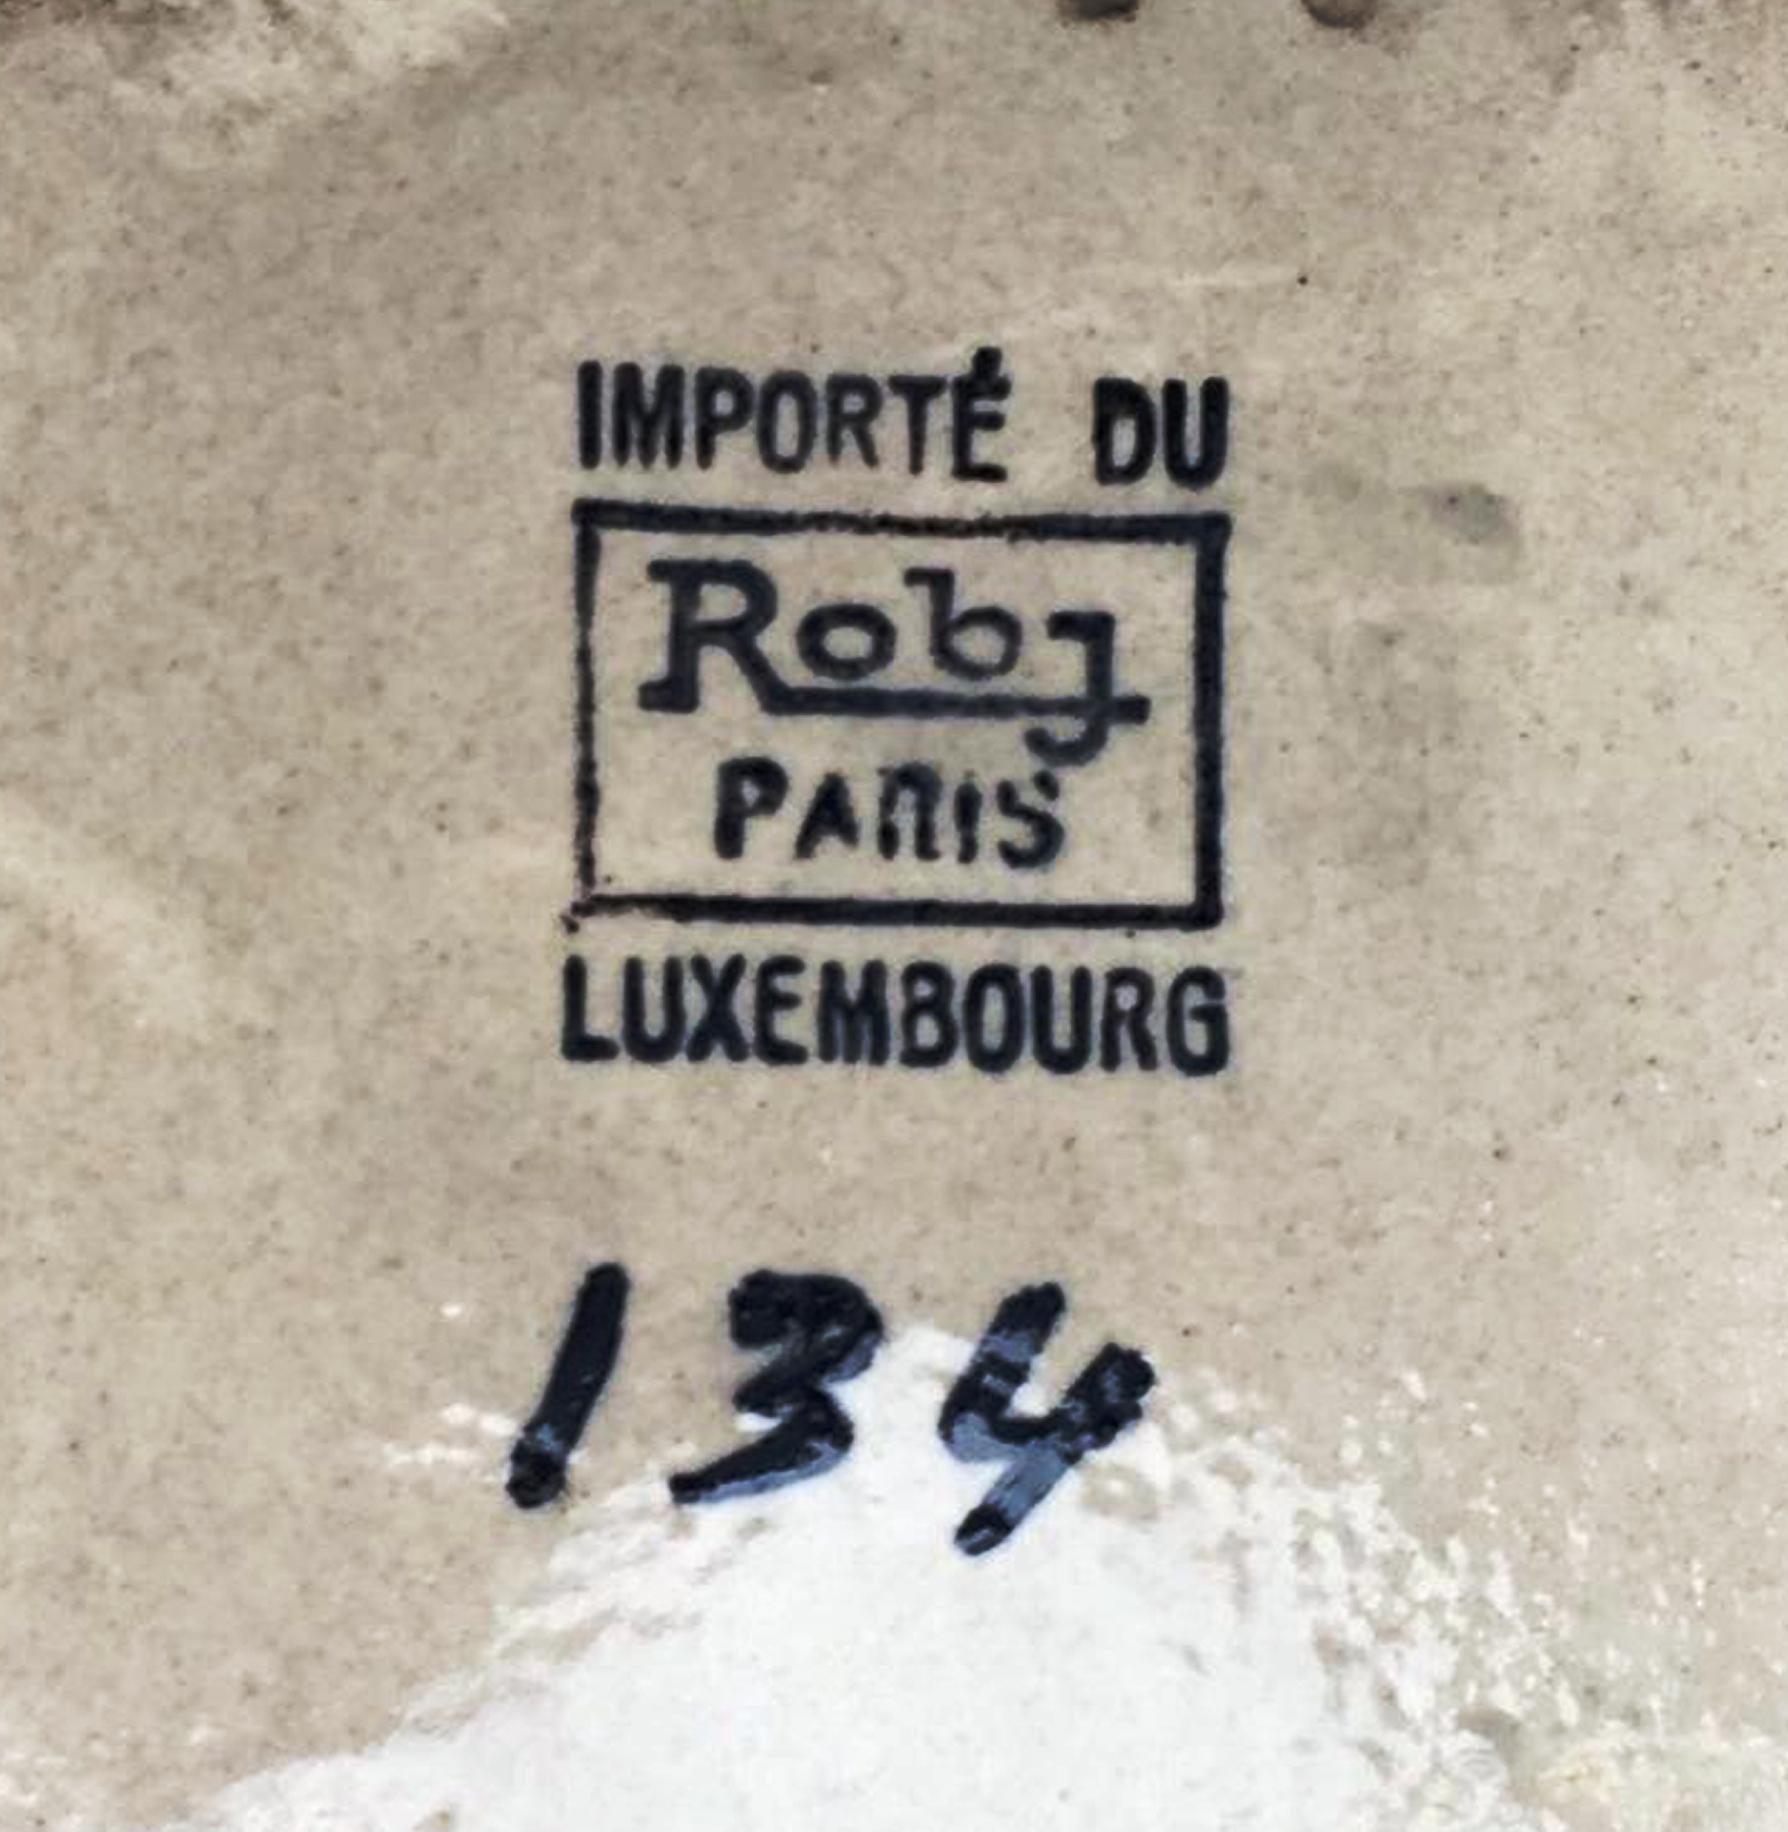 IMPORTÉ DU
Robj
PARIS
LUXEMBOURG
134